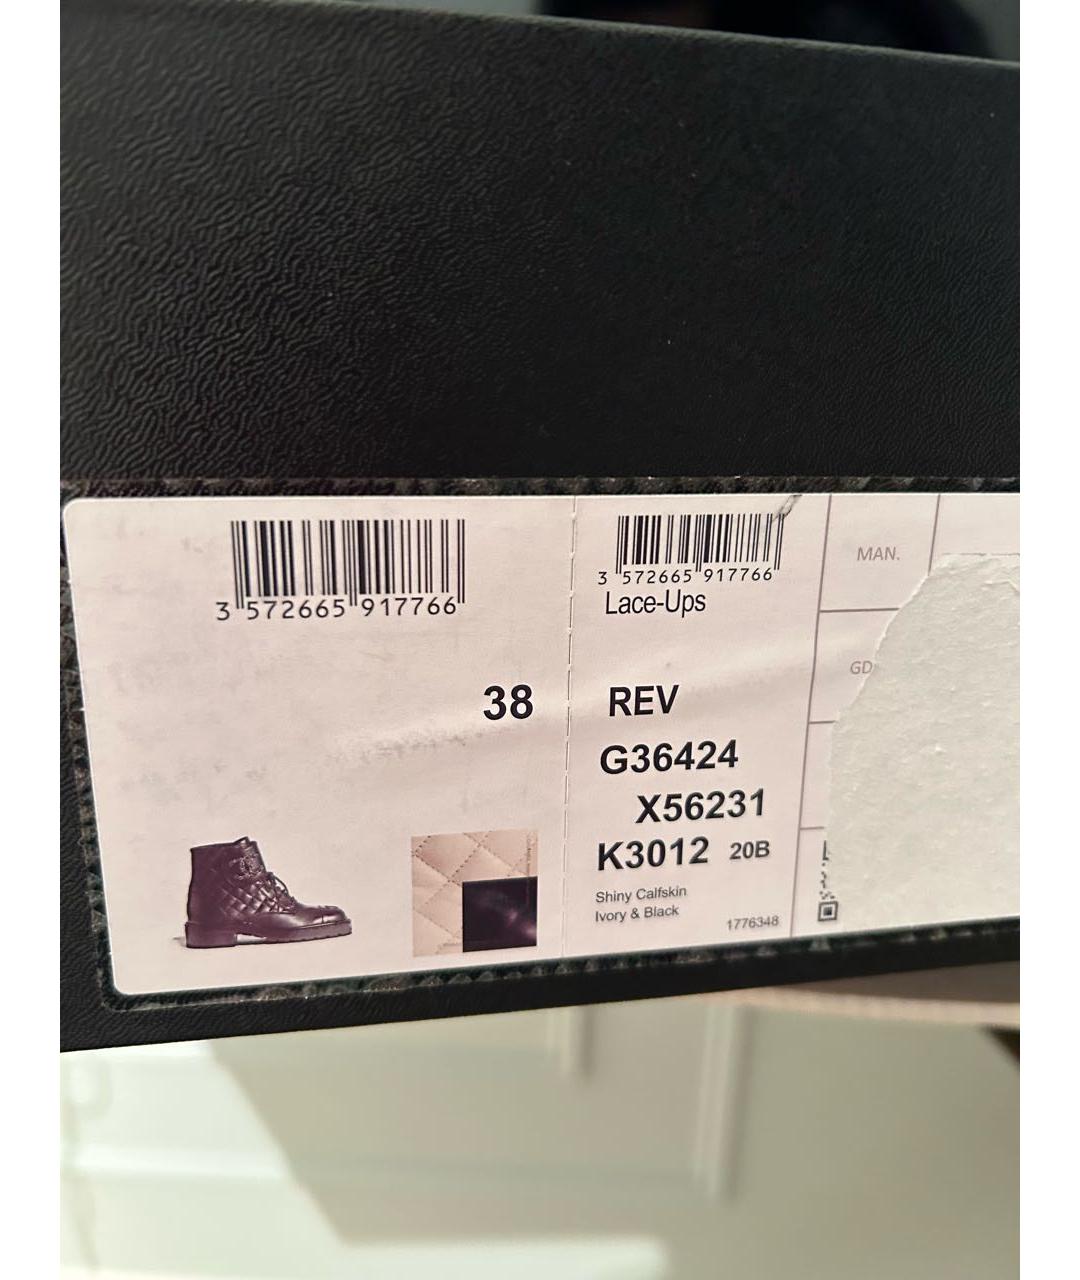 3 572665 917766
38
3 572665 917766
Lace-Ups
REV
G36424
X56231
K3012 20B
Shiny Calfskin
Ivory & Black
1776348
MAN.
GD